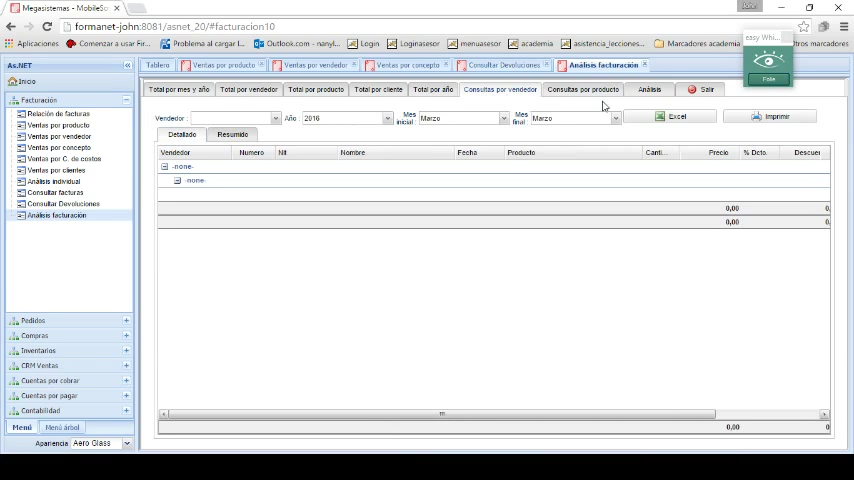 Megasistemas - MobileSo
John
formanet-john:8081/asnet_20/#facturacion10
Aplicaciones Comenzar a usar Fir... Problema al cargar l... Outlook.com - nanyl... Login Loginasesor menuasesor academia asistencia_lecciones... Marcadores academia Otros marcadores
easy Whi...
As.NET
Tablero Ventas por producto Ventas por vendedor Ventas por concepto Consultar Devoluciones Análisis facturación
Inicio
Total por mes y año Total por vendedor Total por producto Total por cliente Total por año Consultas por vendedor Consultas por producto Análisis Salir
Facturación
Relación de facturas
Ventas por producto
Ventas por vendedor
Ventas por concepto
Ventas por C. de costos
Ventas por clientes
Análisis individual
Consultar facturas
Consultar Devoluciones
Análisis facturación
Vendedor : Año : 2016 Mes inicial : Marzo Mes final : Marzo Excel Imprimir
Detallado Resumido
Vendedor Numero Nit Nombre Fecha Producto Canti... Precio % Dcto. Descuer
-none-
-none-
0,00 0,
0,00 0,
Pedidos
Compras
Inventarios
CRM Ventas
Cuentas por cobrar
Cuentas por pagar
Contabilidad
0,00 0
Menú Menú árbol
Apariencia Aero Glass